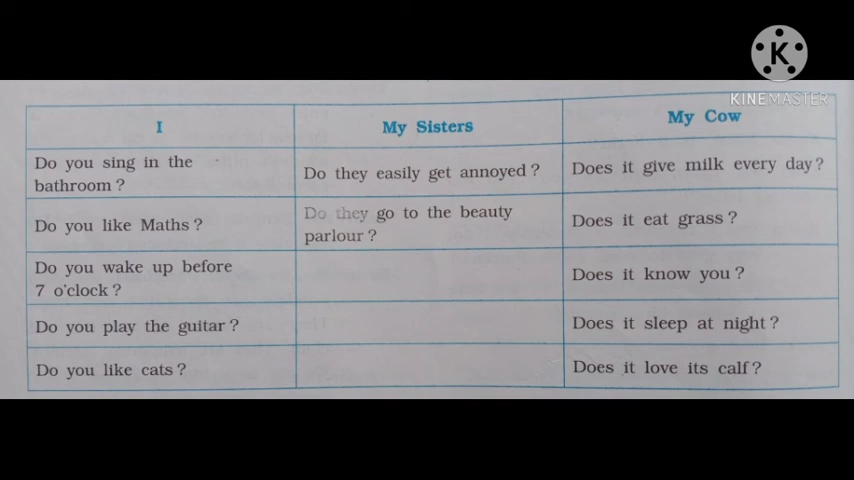 K
KINEMASTER
I
My Sisters
My Cow
Do you sing in the
bathroom ?
Do they easily get annoyed ?
Does it give milk every day?
Do you like Maths ?
Do they go to the beauty
parlour ?
Does it eat grass ?
Do you wake up before
7 o'clock ?
Does it know you ?
Do you play the guitar ?
Does it sleep at night ?
Do you like cats ?
Does it love its calf ?